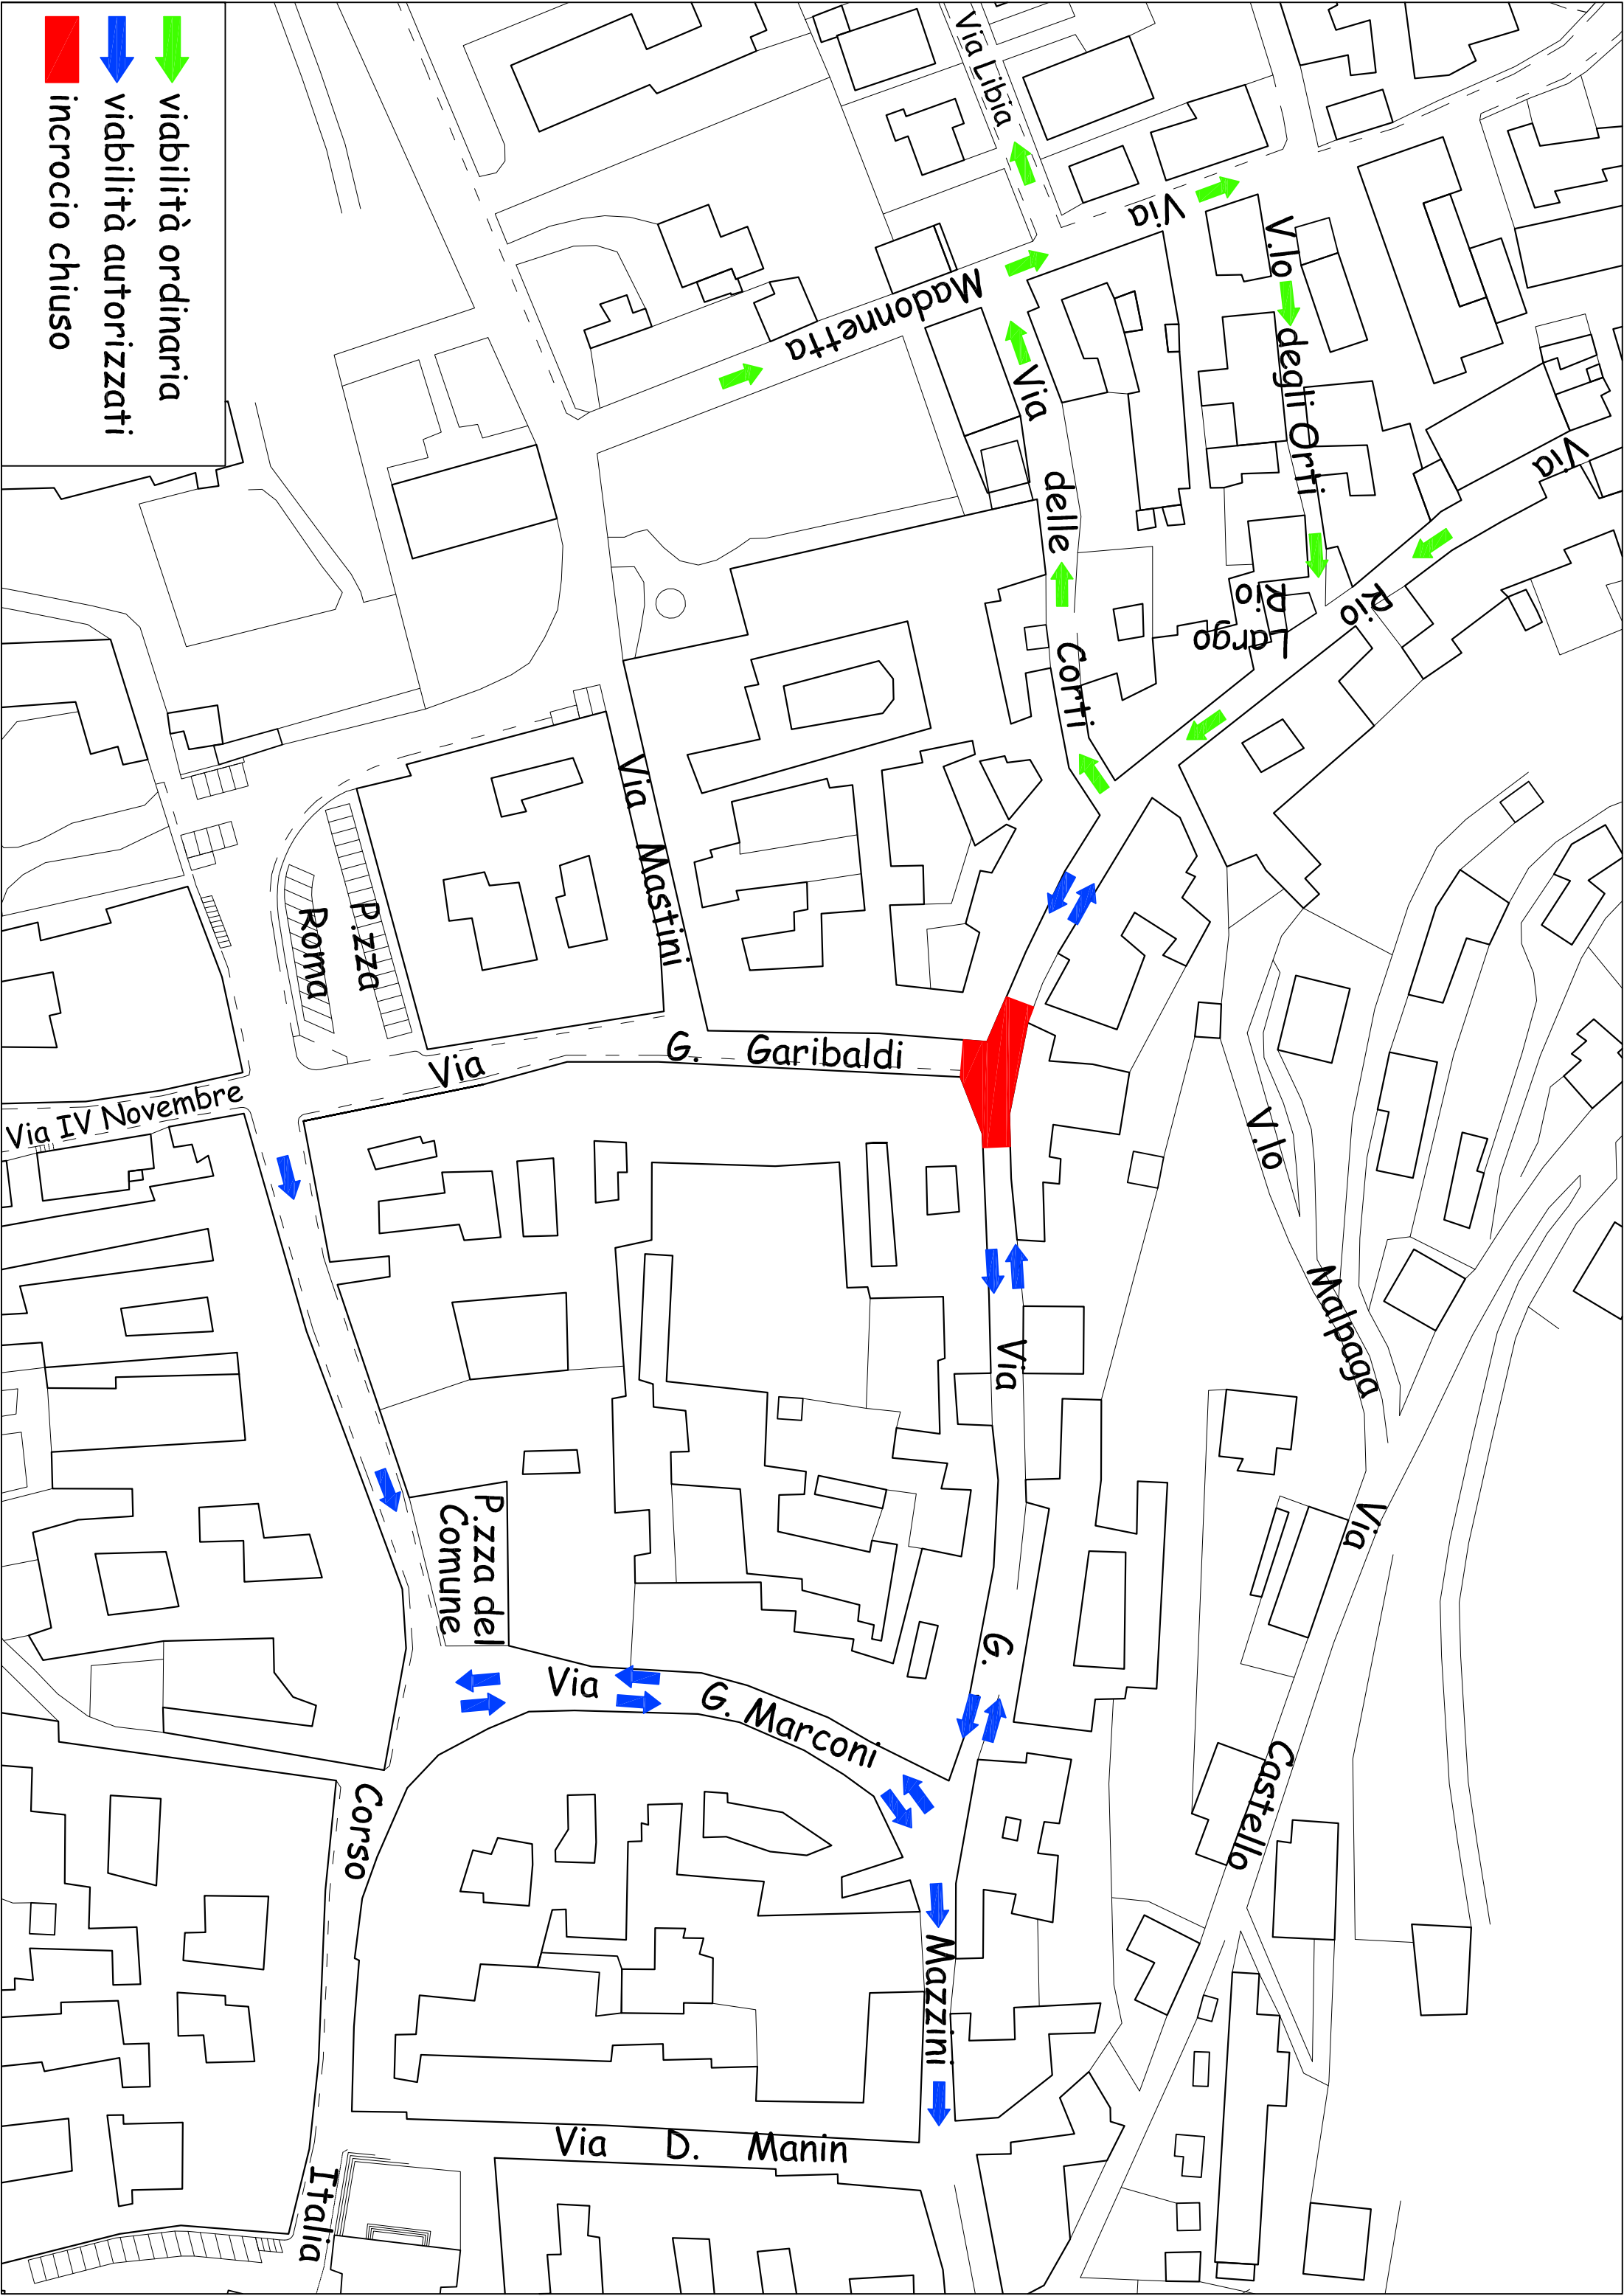 viabilità ordinaria
viabilità autorizzati
incrocio chiuso
Via Libia
Via
Madonnetta
V.lo degli Orti
Via
Rio
Largo
Rio
Via delle Corti
Via Mastini
P.zza
Roma
Via G. Garibaldi
Via IV Novembre
V.lo Malpaga
Via Castello
Via G. Mazzini
P.zza del
Comune
Via G. Marconi
Corso Italia
Via D. Manin